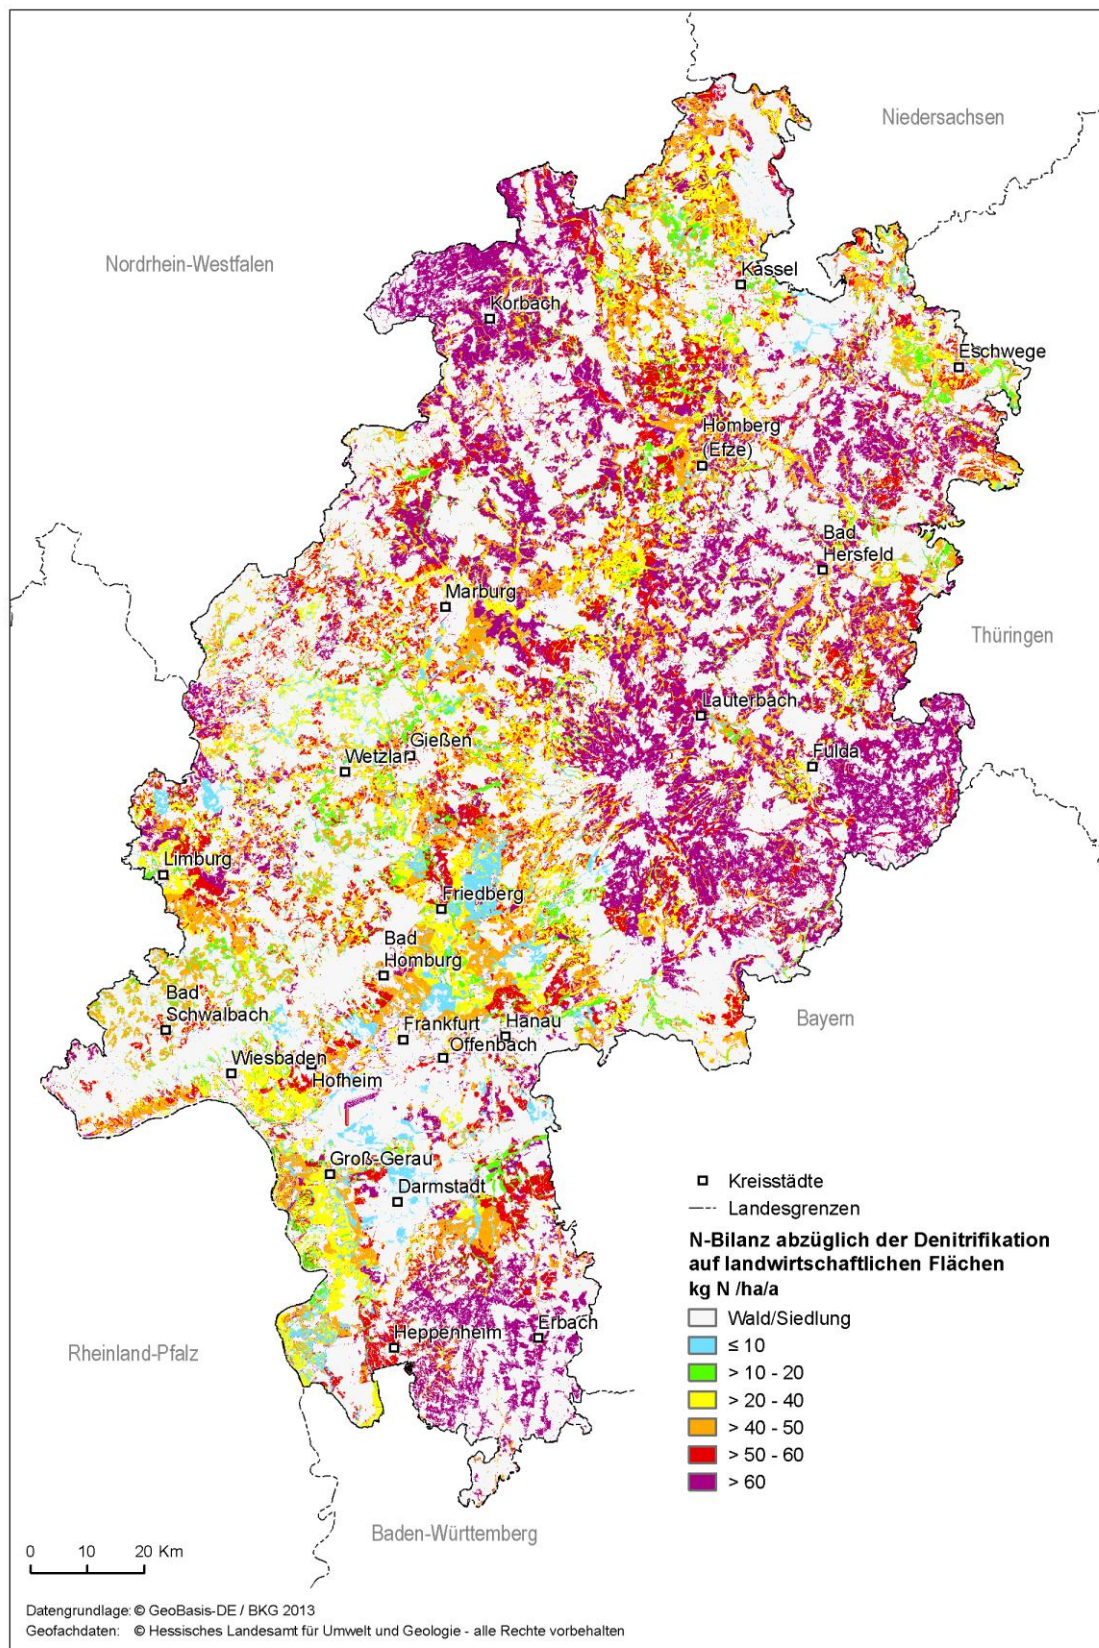 Niedersachsen
Nordrhein-Westfalen
Kassel
Korbach
Eschwege
Homberg
(Efze)
Bad
Hersfeld
Marburg
Thüringen
Lauterbach
Gießen
Wetzlar
Fulda
Limburg
Friedberg
Bad
Homburg
Bad
Schwalbach
Frankfurt
Hanau
Offenbach
Bayern
Wiesbaden
Hofheim
Groß-Gerau
Darmstadt
Erbach
Heppenheim
Rheinland-Pfalz
Baden-Württemberg
Kreisstädte
Landesgrenzen
N-Bilanz abzüglich der Denitrifikation
auf landwirtschaftlichen Flächen
kg N /ha/a
Wald/Siedlung
≤ 10
> 10 - 20
> 20 - 40
> 40 - 50
> 50 - 60
> 60
0 10 20 Km
Datengrundlage: © GeoBasis-DE / BKG 2013
Geofachdaten: © Hessisches Landesamt für Umwelt und Geologie - alle Rechte vorbehalten